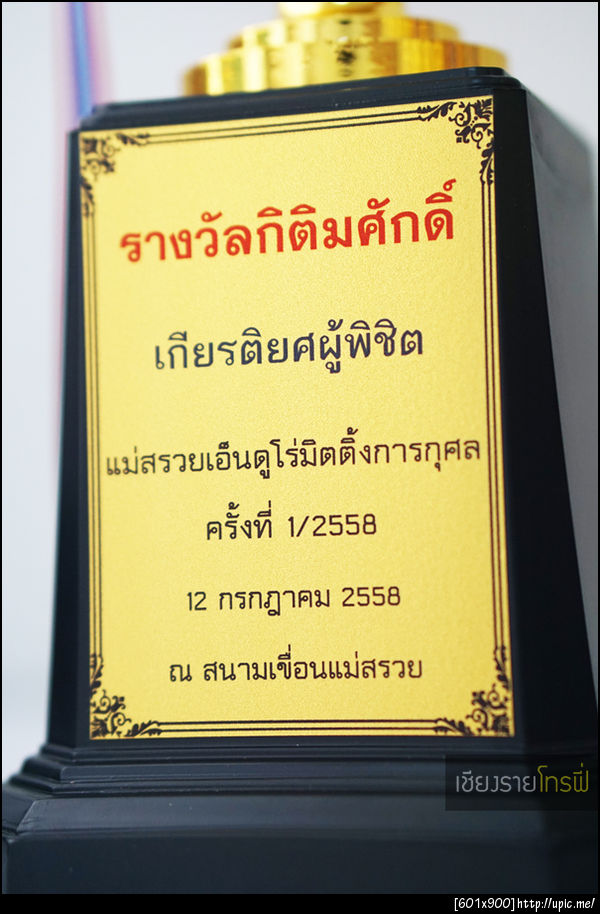 รางวัลกิติมศักดิ์
เกียรติยศผู้พิชิต
แม่สรวยเอ็นดูโร่มิตติ้งการกุศล
ครั้งที่ 1/2558
12 กรกฎาคม 2558
ณ สนามเขื่อนแม่สรวย
เชียงรายโทรฟี่
[601x900]http://upic.me/